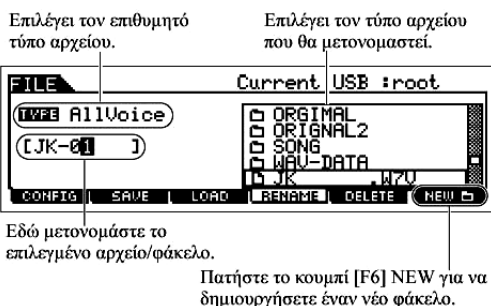 Επιλέγει τον επιθυμητό
τύπο αρχείου.
Επιλέγει τον τύπο αρχείου
που θα μετονομαστεί.
FILE
Current USB :root
TYPE AllVoice
[JK-01 ]
ORGIMAL
ORIGNAL2
SONG
WAV-DATA
JK .W7V
CONFIG SAVE LOAD RENAME DELETE NEW
Εδώ μετονομάστε το
επιλεγμένο αρχείο/φάκελο.
Πατήστε το κουμπί [F6] NEW για να
δημιουργήσετε έναν νέο φάκελο.